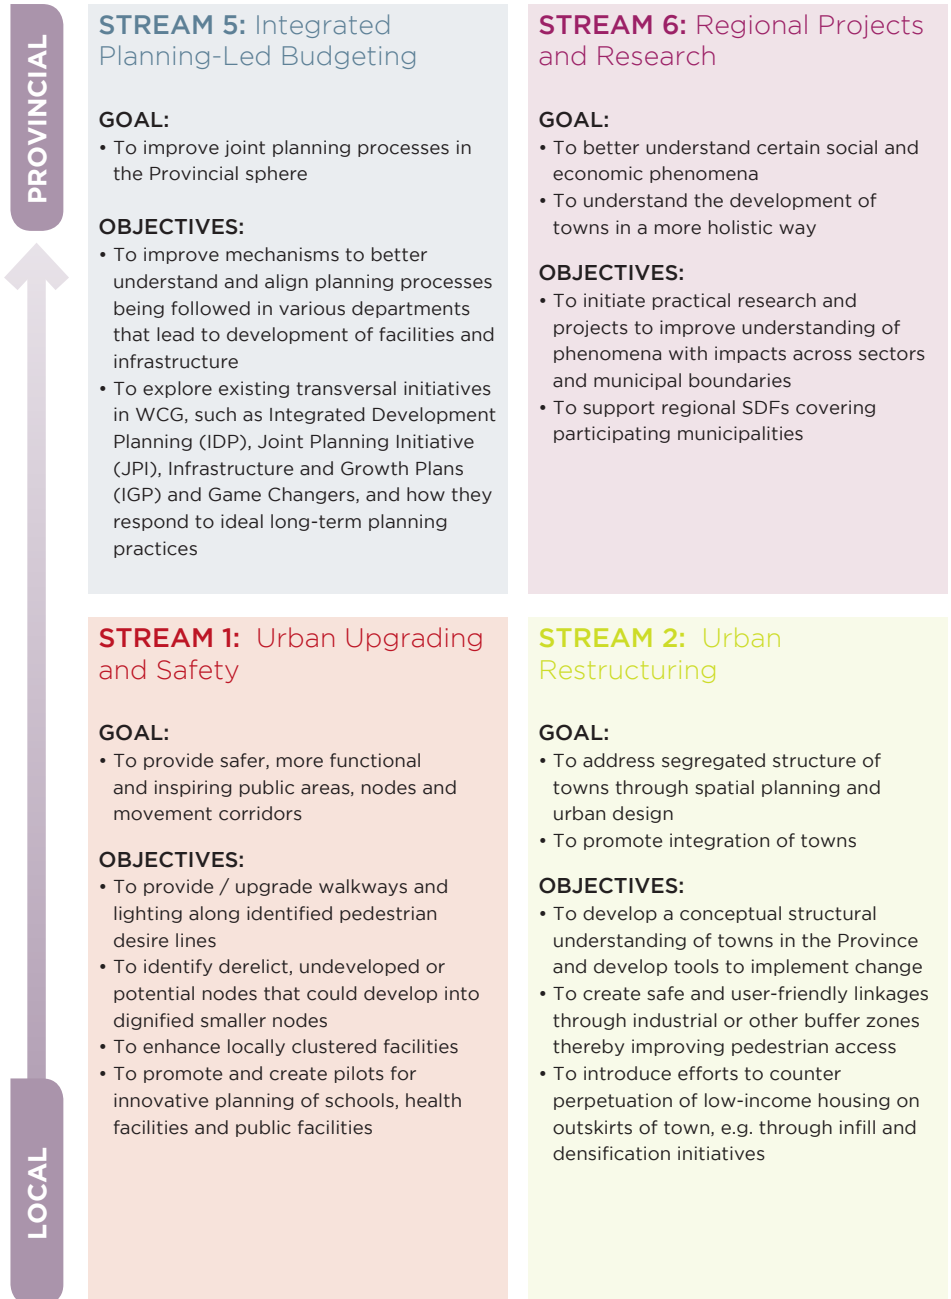 PROVINCIAL
STREAM 5: Integrated
Planning-Led Budgeting
GOAL:
• To improve joint planning processes in
the Provincial sphere
OBJECTIVES:
• To improve mechanisms to better
understand and align planning processes
being followed in various departments
that lead to development of facilities and
infrastructure
• To explore existing transversal initiatives
in WCG, such as Integrated Development
Planning (IDP), Joint Planning Initiative
(JPI), Infrastructure and Growth Plans
(IGP) and Game Changers, and how they
respond to ideal long-term planning
practices
STREAM 6: Regional Projects
and Research
GOAL:
• To better understand certain social and
economic phenomena
• To understand the development of
towns in a more holistic way
OBJECTIVES:
• To initiate practical research and
projects to improve understanding of
phenomena with impacts across sectors
and municipal boundaries
• To support regional SDFs covering
participating municipalities
LOCAL
STREAM 1: Urban Upgrading
and Safety
GOAL:
• To provide safer, more functional
and inspiring public areas, nodes and
movement corridors
OBJECTIVES:
• To provide / upgrade walkways and
lighting along identified pedestrian
desire lines
• To identify derelict, undeveloped or
potential nodes that could develop into
dignified smaller nodes
• To enhance locally clustered facilities
• To promote and create pilots for
innovative planning of schools, health
facilities and public facilities
STREAM 2: Urban
Restructuring
GOAL:
• To address segregated structure of
towns through spatial planning and
urban design
• To promote integration of towns
OBJECTIVES:
• To develop a conceptual structural
understanding of towns in the Province
and develop tools to implement change
• To create safe and user-friendly linkages
through industrial or other buffer zones
thereby improving pedestrian access
• To introduce efforts to counter
perpetuation of low-income housing on
outskirts of town, e.g. through infill and
densification initiatives